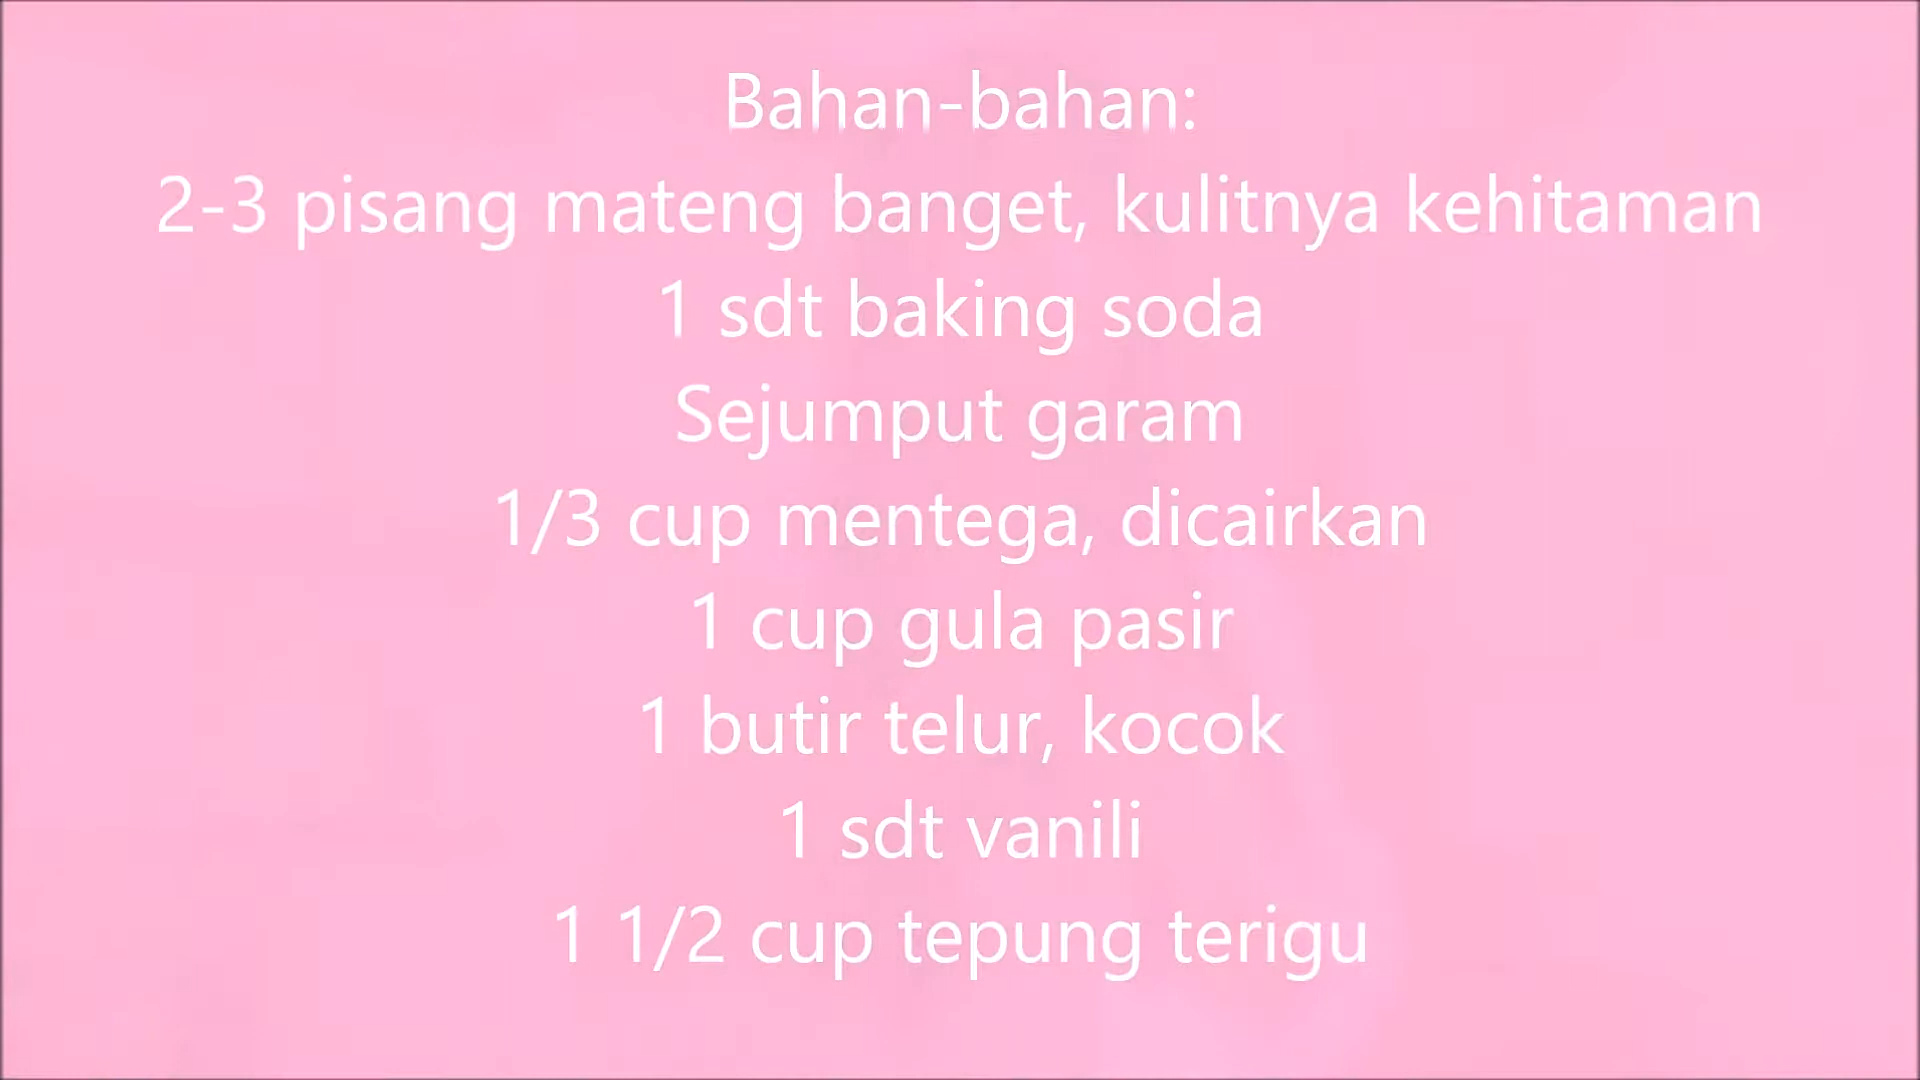 Bahan-bahan:
2-3 pisang mateng banget, kulitnya kehitaman
1 sdt baking soda
Sejumput garam
1/3 cup mentega, dicairkan
1 cup gula pasir
1 butir telur, kocok
1 sdt vanili
1 1/2 cup tepung terigu